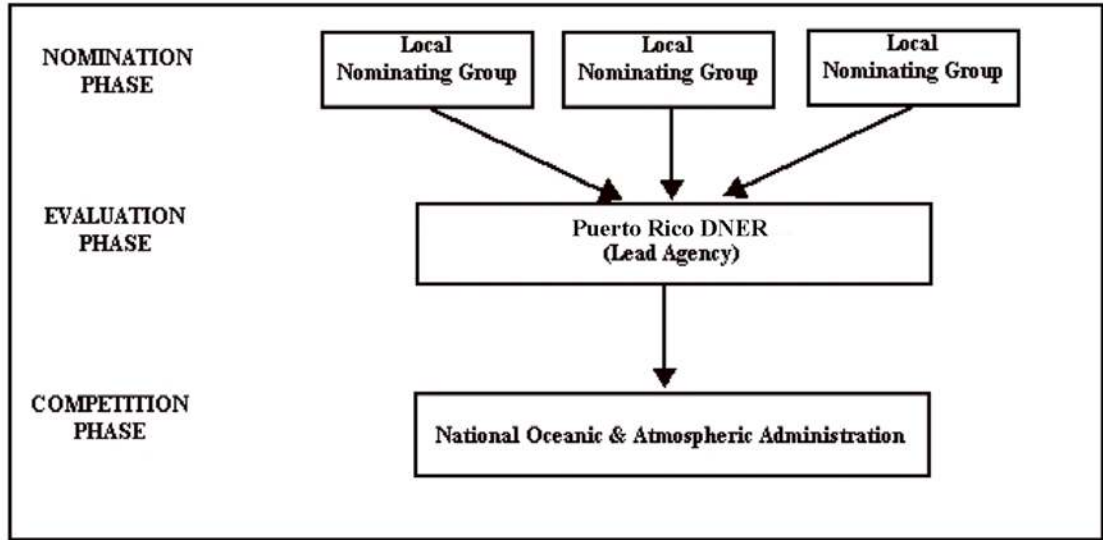 NOMINATION
PHASE
Local
Nominating Group
Local
Nominating Group
Local
Nominating Group
EVALUATION
PHASE
Puerto Rico DNER
(Lead Agency)
COMPETITION
PHASE
National Oceanic & Atmospheric Administration